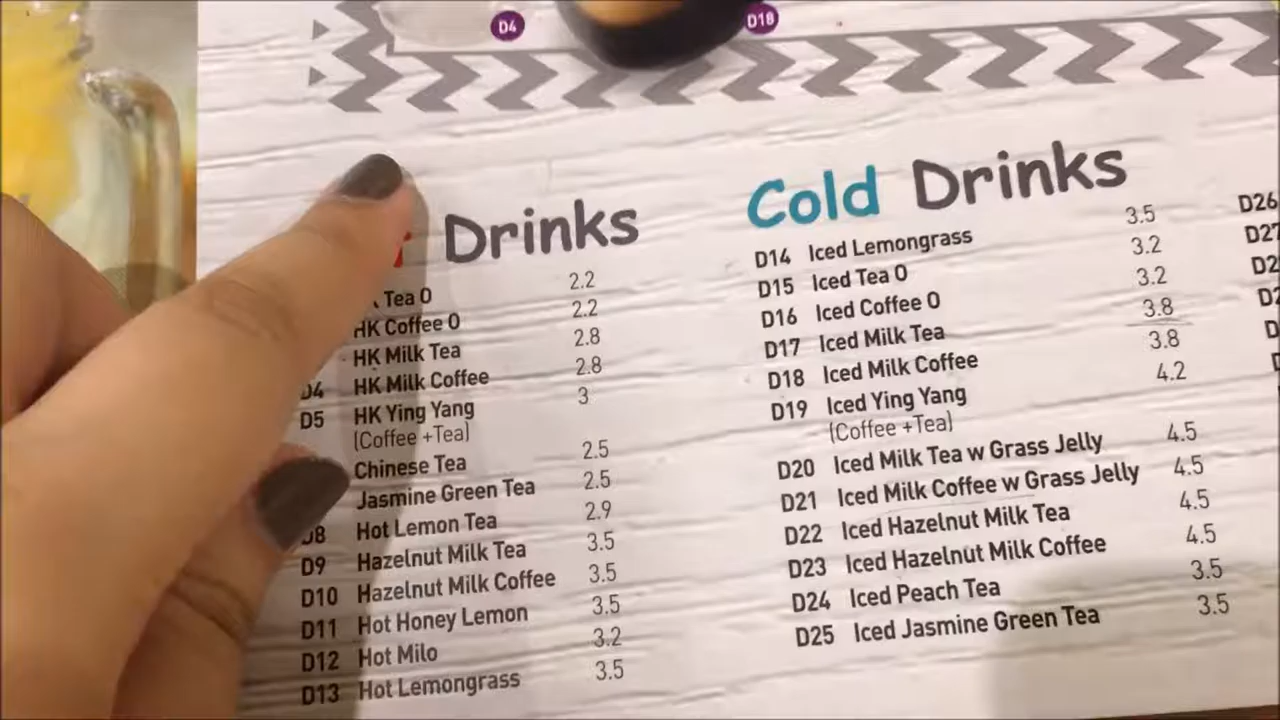 D4
D18
Drinks
Tea O 2.2
HK Coffee O 2.2
HK Milk Tea 2.8
D4 HK Milk Coffee 2.8
D5 HK Ying Yang 3
(Coffee +Tea)
Chinese Tea 2.5
Jasmine Green Tea 2.5
D8 Hot Lemon Tea 2.9
D9 Hazelnut Milk Tea 3.5
D10 Hazelnut Milk Coffee 3.5
D11 Hot Honey Lemon 3.5
D12 Hot Milo 3.2
D13 Hot Lemongrass 3.5
Cold Drinks
D14 Iced Lemongrass 3.5
D15 Iced Tea O 3.2
D16 Iced Coffee O 3.2
D17 Iced Milk Tea 3.8
D18 Iced Milk Coffee 3.8
D19 Iced Ying Yang 4.2
(Coffee +Tea)
D20 Iced Milk Tea w Grass Jelly 4.5
D21 Iced Milk Coffee w Grass Jelly 4.5
D22 Iced Hazelnut Milk Tea 4.5
D23 Iced Hazelnut Milk Coffee 4.5
D24 Iced Peach Tea 3.5
D25 Iced Jasmine Green Tea 3.5
D26
D27